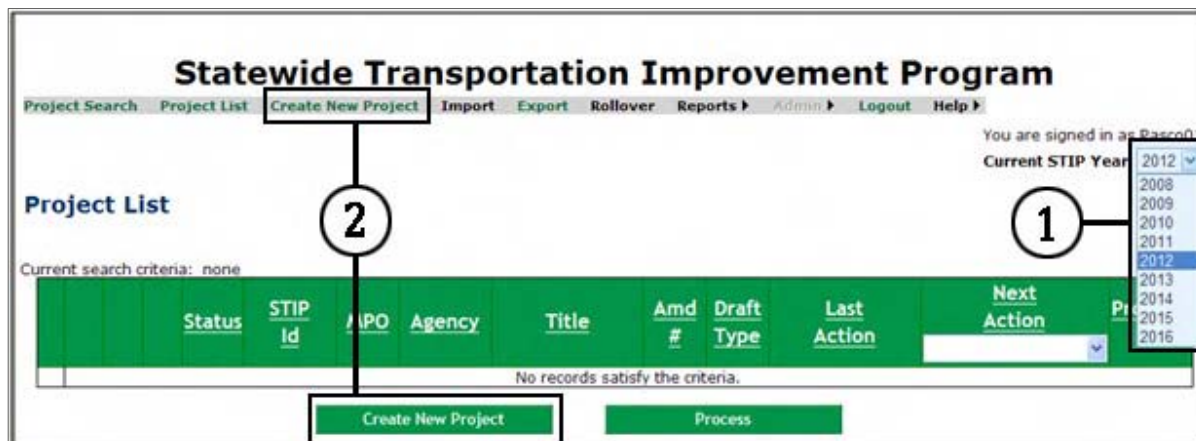 Statewide Transportation Improvement Program
Project Search Project List Create New Project Import Export Rollover Reports Admin Logout Help
You are signed in as Pasco0
Current STIP Year 2012
2008
2009
2010
2011
2012
2013
2014
2015
2016
1
Project List
2
Current search criteria: none
Status STIP Id MPO Agency Title Amd # Draft Type Last Action Next Action
No records satisfy the criteria.
Create New Project Process